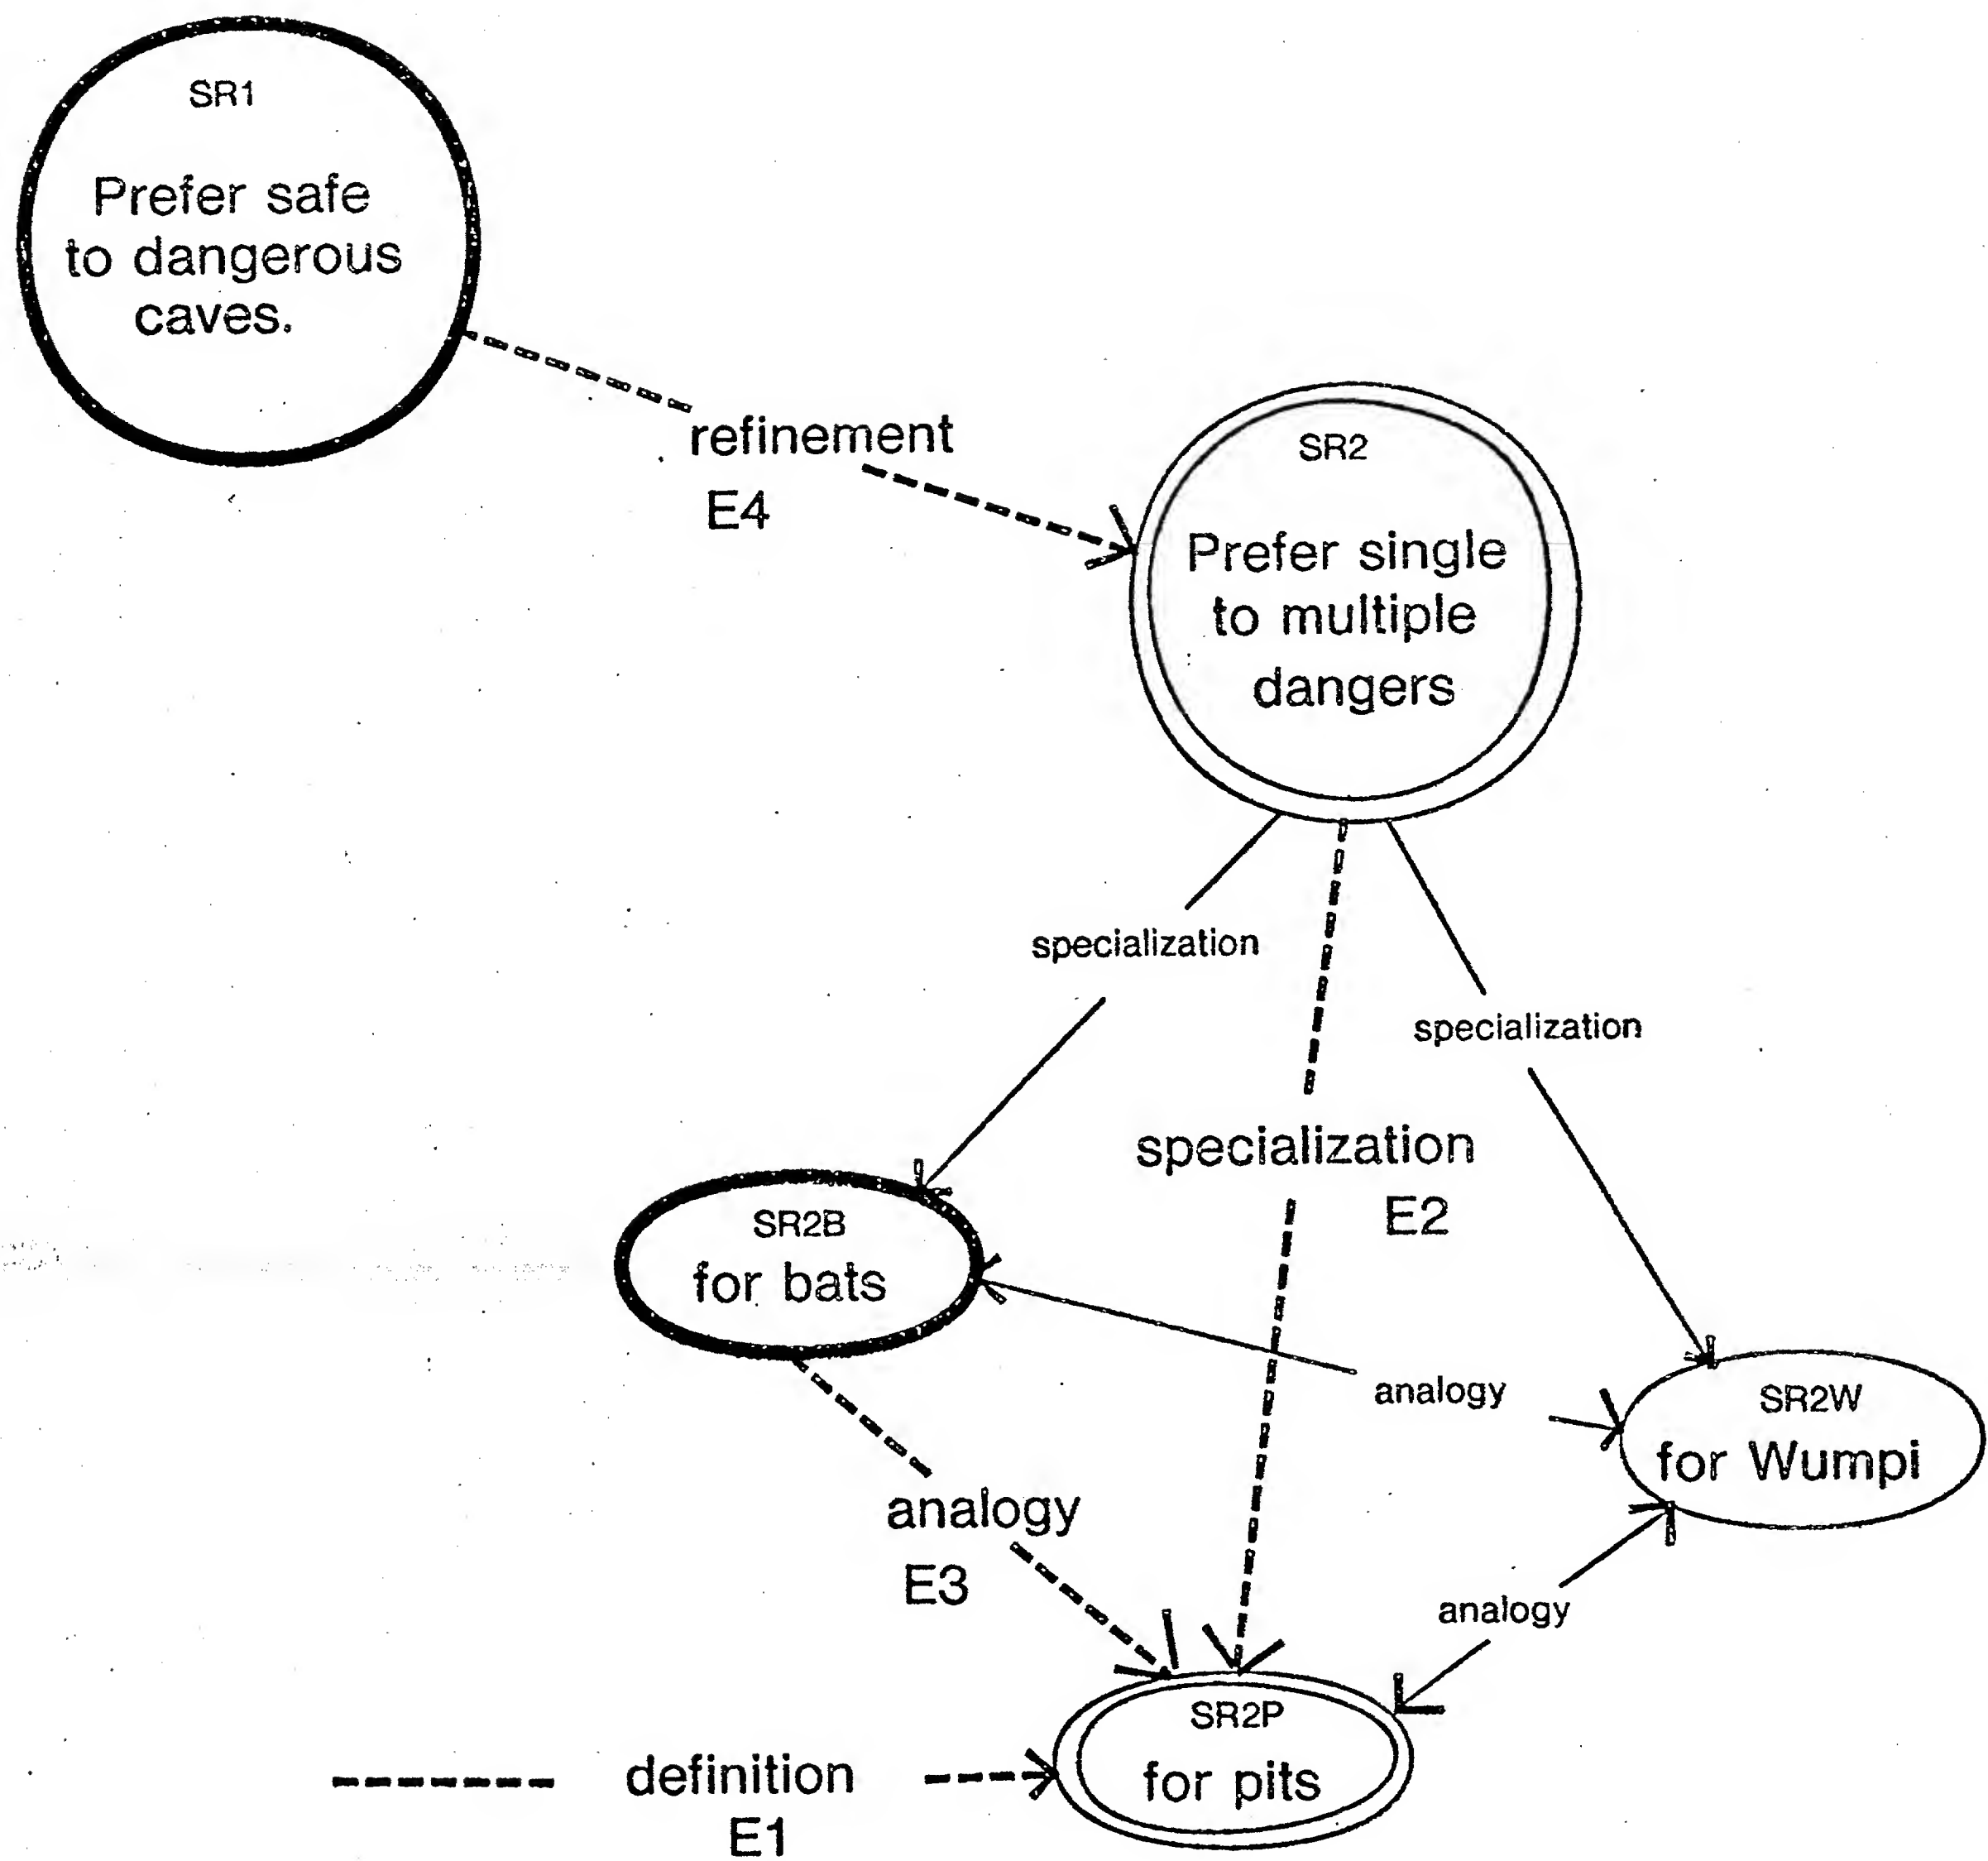 SR1
Prefer safe
to dangerous
caves.
refinement
E4
SR2
Prefer single
to multiple
dangers
specialization
specialization
specialization
E2
SR2B
for bats
analogy
SR2W
for Wumpi
analogy
E3
analogy
SR2P
for pits
definition
E1